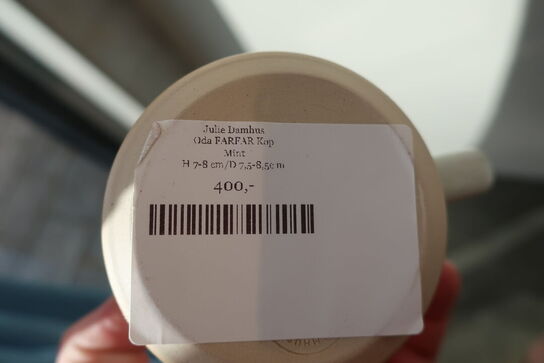 Julie Damhus
Oda FARFAR Kop
Mint
H 7-8 cm/D 7,5-8,5c m
400,-